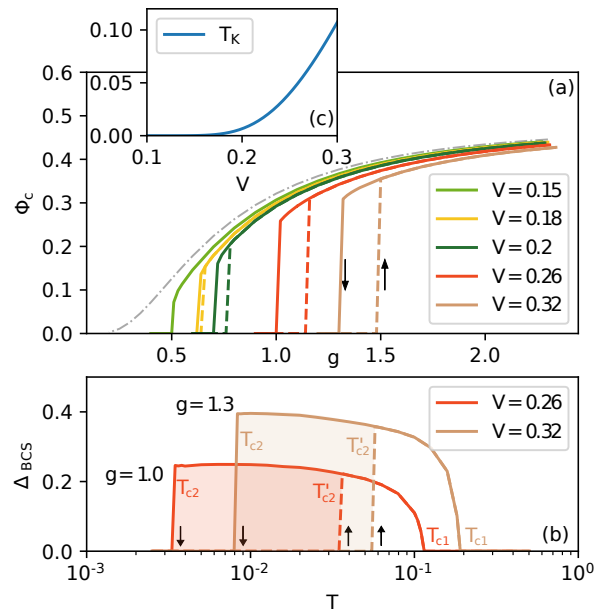 0.10
0.05
0.00
T_K
(c)
0.1 0.2 0.3
V
(a)
0.6
0.5
0.4
0.3
0.2
0.1
0.0
Φ_c
V = 0.15
V = 0.18
V = 0.2
V = 0.26
V = 0.32
0.5 1.0 1.5 2.0
g
0.4
0.2
0.0
Δ_BCS
g = 1.3
g = 1.0
T_c2
T_c2
T'_c2
T'_c2
T_c1
T_c1
V = 0.26
V = 0.32
(b)
10^−3 10^−2 10^−1 10^0
T